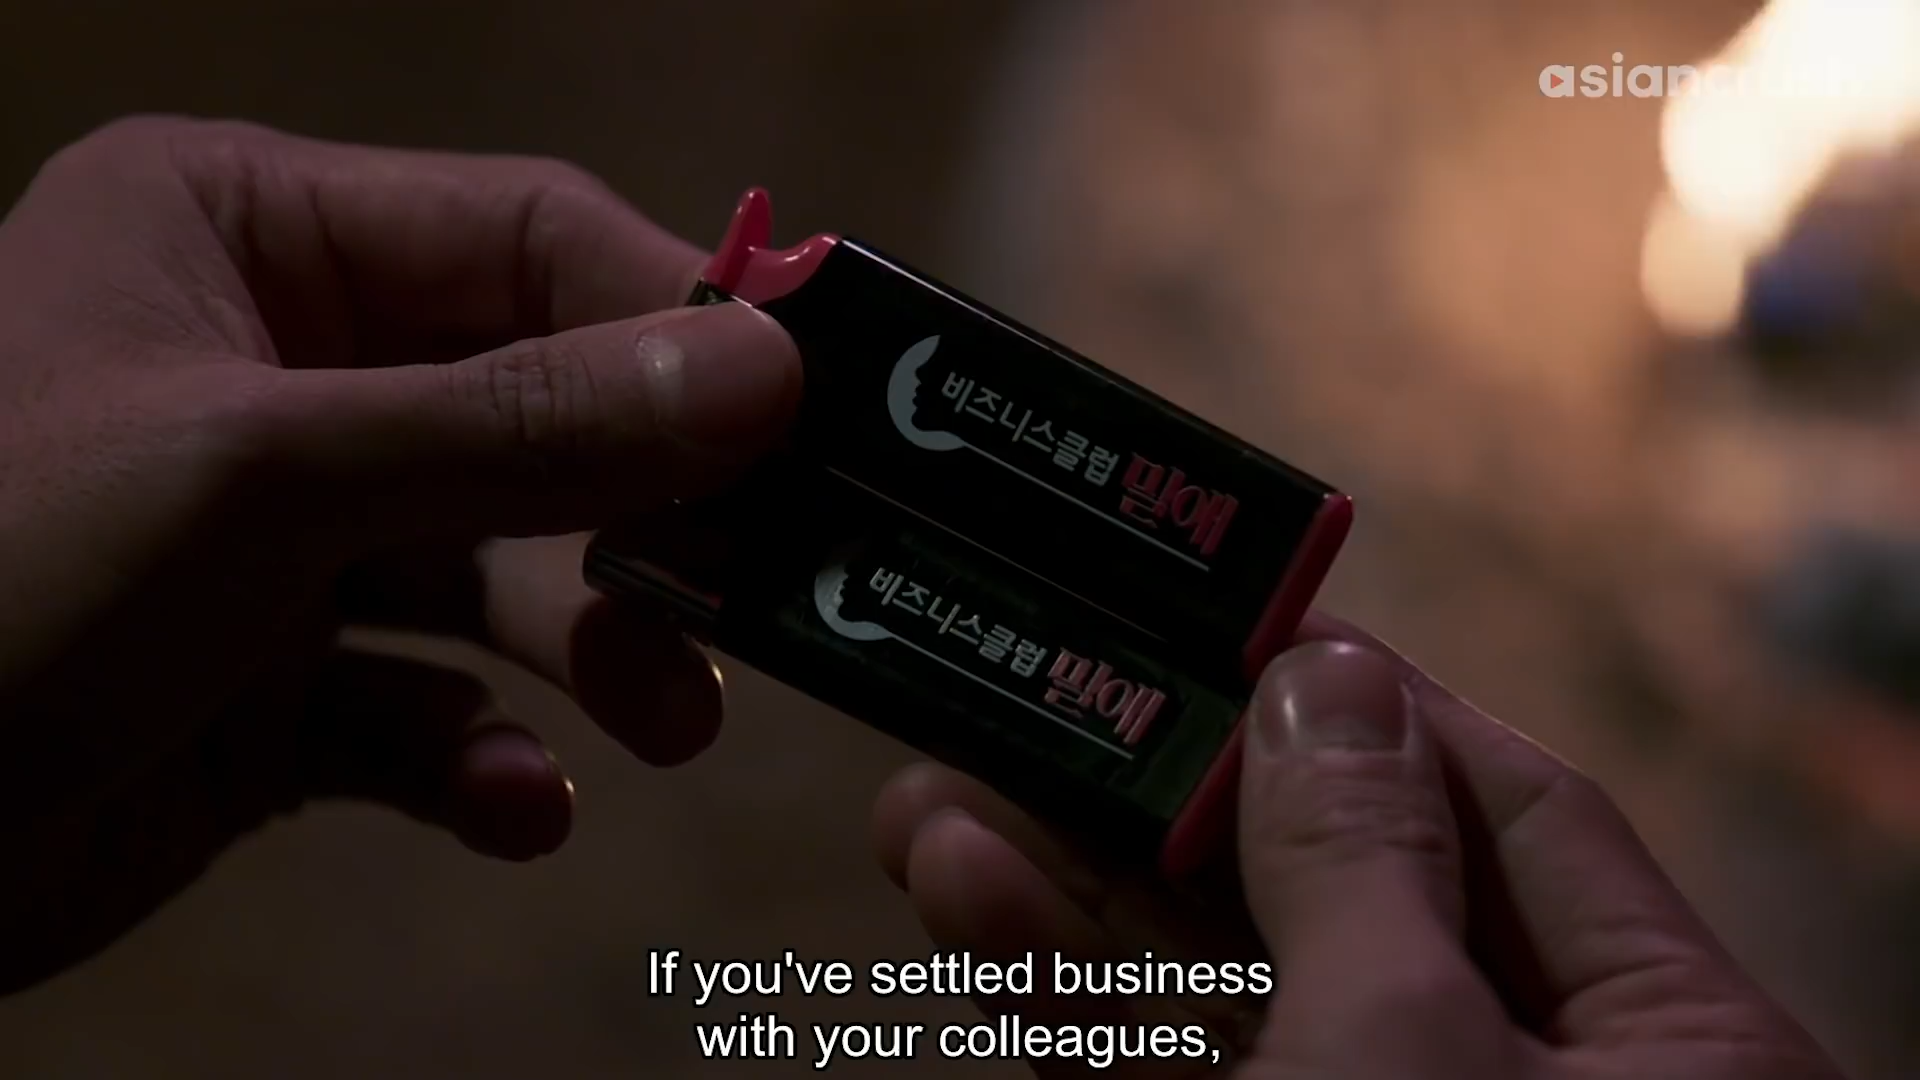 asiancrush
비즈니스클럽 밀애
비즈니스클럽 밀애
If you've settled business
with your colleagues,